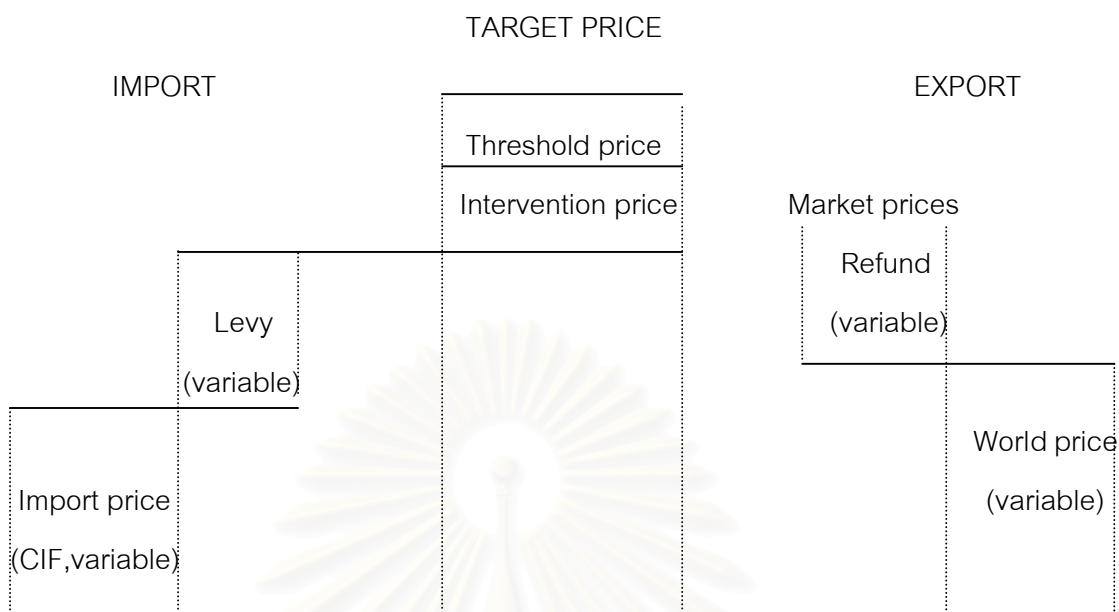 TARGET PRICE
IMPORT
EXPORT
Threshold price
Intervention price
Market prices
Refund
(variable)
Levy
(variable)
World price
(variable)
Import price
(CIF,variable)